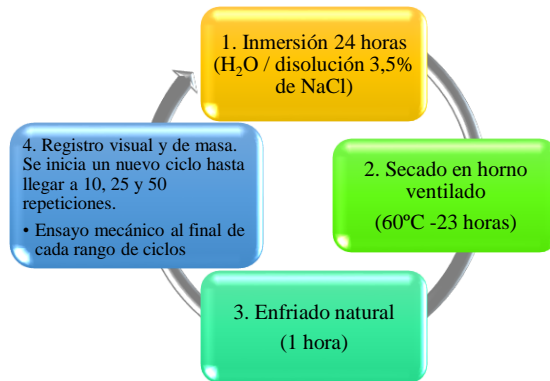 1. Inmersión 24 horas
(H₂O / disolución 3,5%
de NaCl)
2. Secado en horno
ventilado
(60ºC -23 horas)
3. Enfriado natural
(1 hora)
4. Registro visual y de masa.
Se inicia un nuevo ciclo hasta
llegar a 10, 25 y 50
repeticiones.
• Ensayo mecánico al final de
cada rango de ciclos